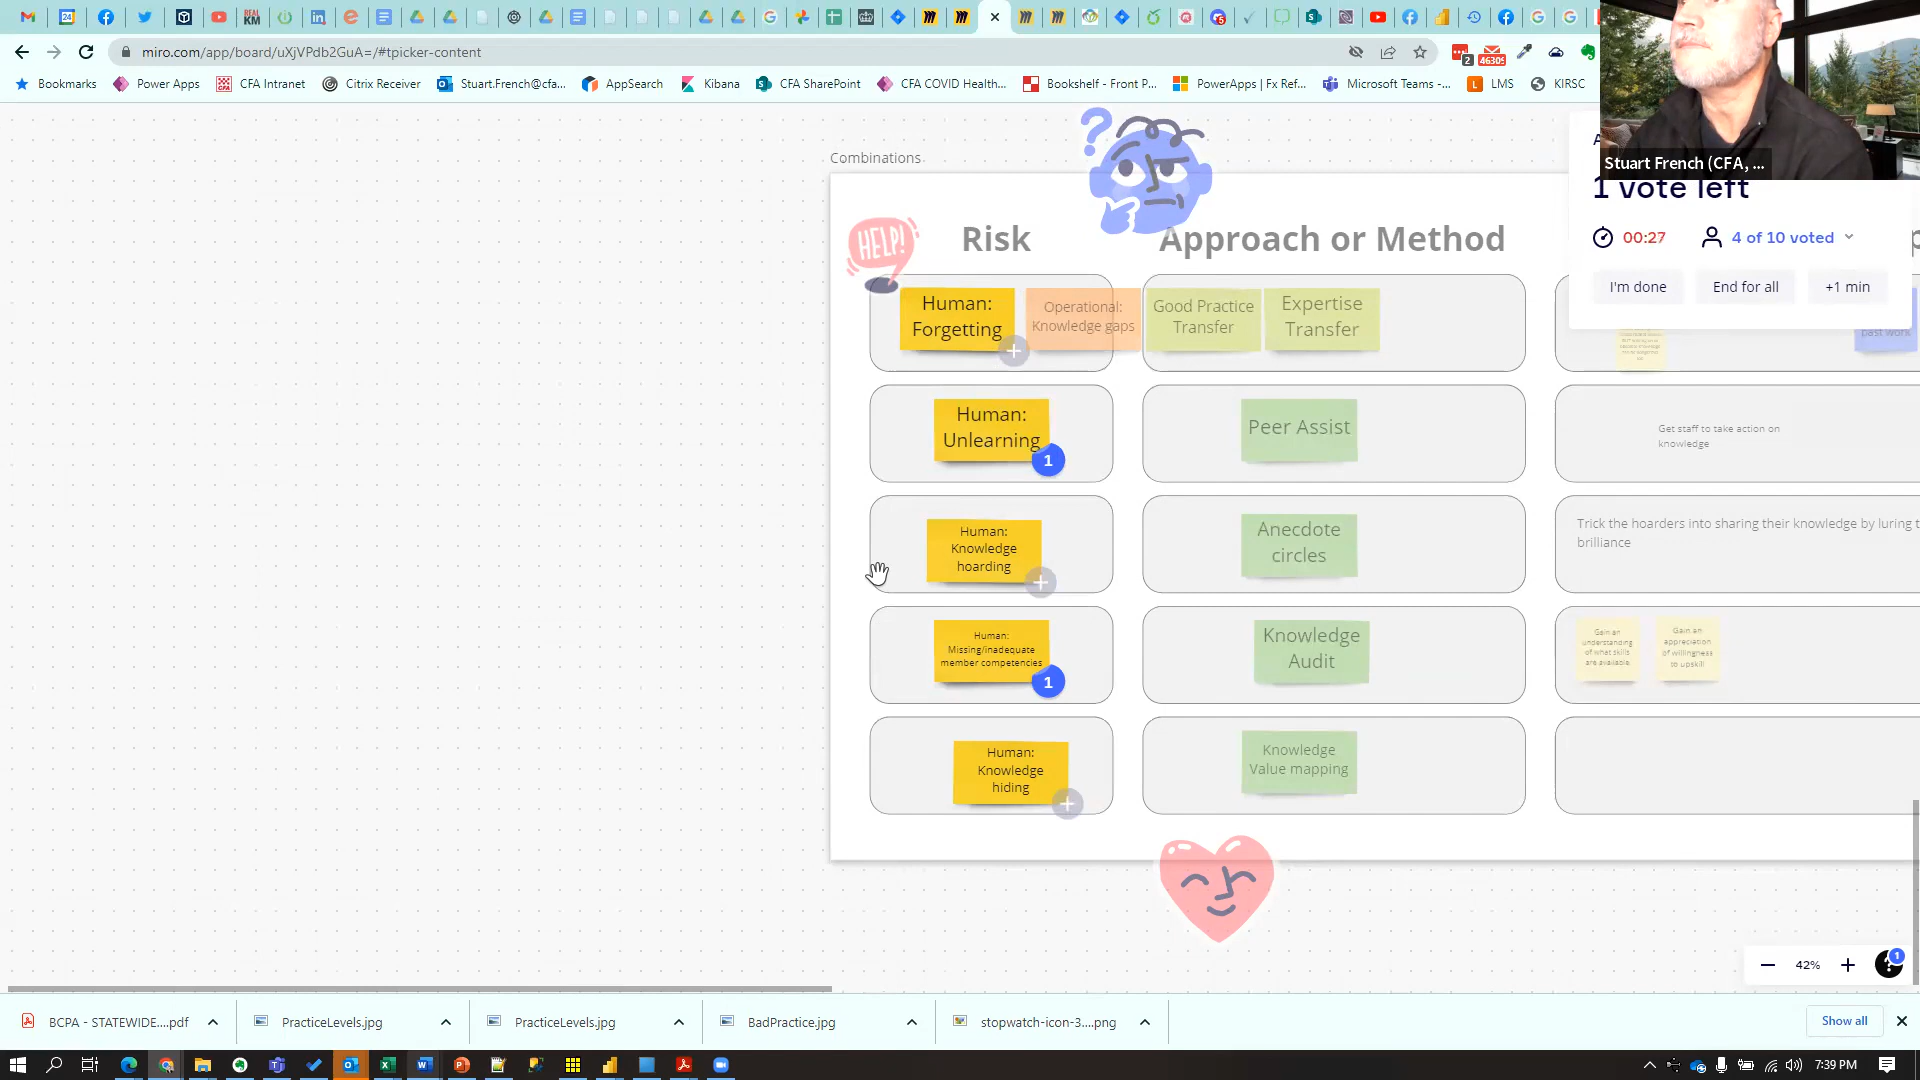 miro.com/app/board/uXjVPdb2GuA=/#tpicker-content
2
46305
Bookmarks
Power Apps
CFA Intranet
Citrix Receiver
Stuart.French@cfa...
AppSearch
Kibana
CFA SharePoint
CFA COVID Health...
Bookshelf - Front P...
PowerApps | Fx Ref...
Microsoft Teams -...
LMS
KIRSC
Stuart French (CFA, ...
1 vote left
00:27
4 of 10 voted
I'm done
End for all
+1 min
Combinations
HELP!
?
Risk
Approach or Method
Human:
Forgetting
Operational:
Knowledge gaps
Good Practice
Transfer
Expertise
Transfer
past work
Human:
Unlearning
1
Peer Assist
Get staff to take action on
knowledge
Human:
Knowledge
hoarding
Anecdote
circles
Trick the hoarders into sharing their knowledge by luring t
brilliance
Human:
Missing/inadequate
member competencies
1
Knowledge
Audit
Gain an
understanding
of what skills
are available
Gain an
appreciation
of willingness
to upskill
Human:
Knowledge
hiding
Knowledge
Value mapping
42%
1
BCPA - STATEWIDE....pdf
PracticeLevels.jpg
PracticeLevels.jpg
BadPractice.jpg
stopwatch-icon-3....png
Show all
7:39 PM